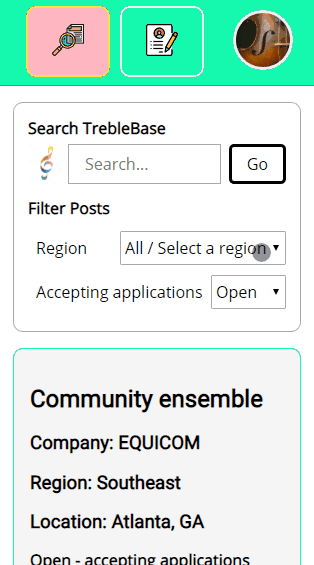 Search TrebleBase
Search...
Go
Filter Posts
Region
All / Select a region
Accepting applications
Open
Community ensemble
Company: EQUICOM
Region: Southeast
Location: Atlanta, GA
Open - accepting applications